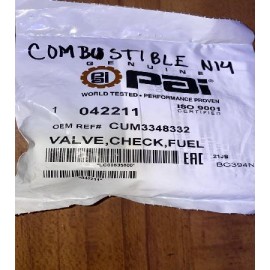 COMBUSTIBLE N14
GENUINE
pai
WORLD TESTED • PERFORMANCE PROVEN
1 042211 ISO 9001
CERTIFIED
OEM REF# CUM3348332
VALVE,CHECK,FUEL
EAC
BC394N